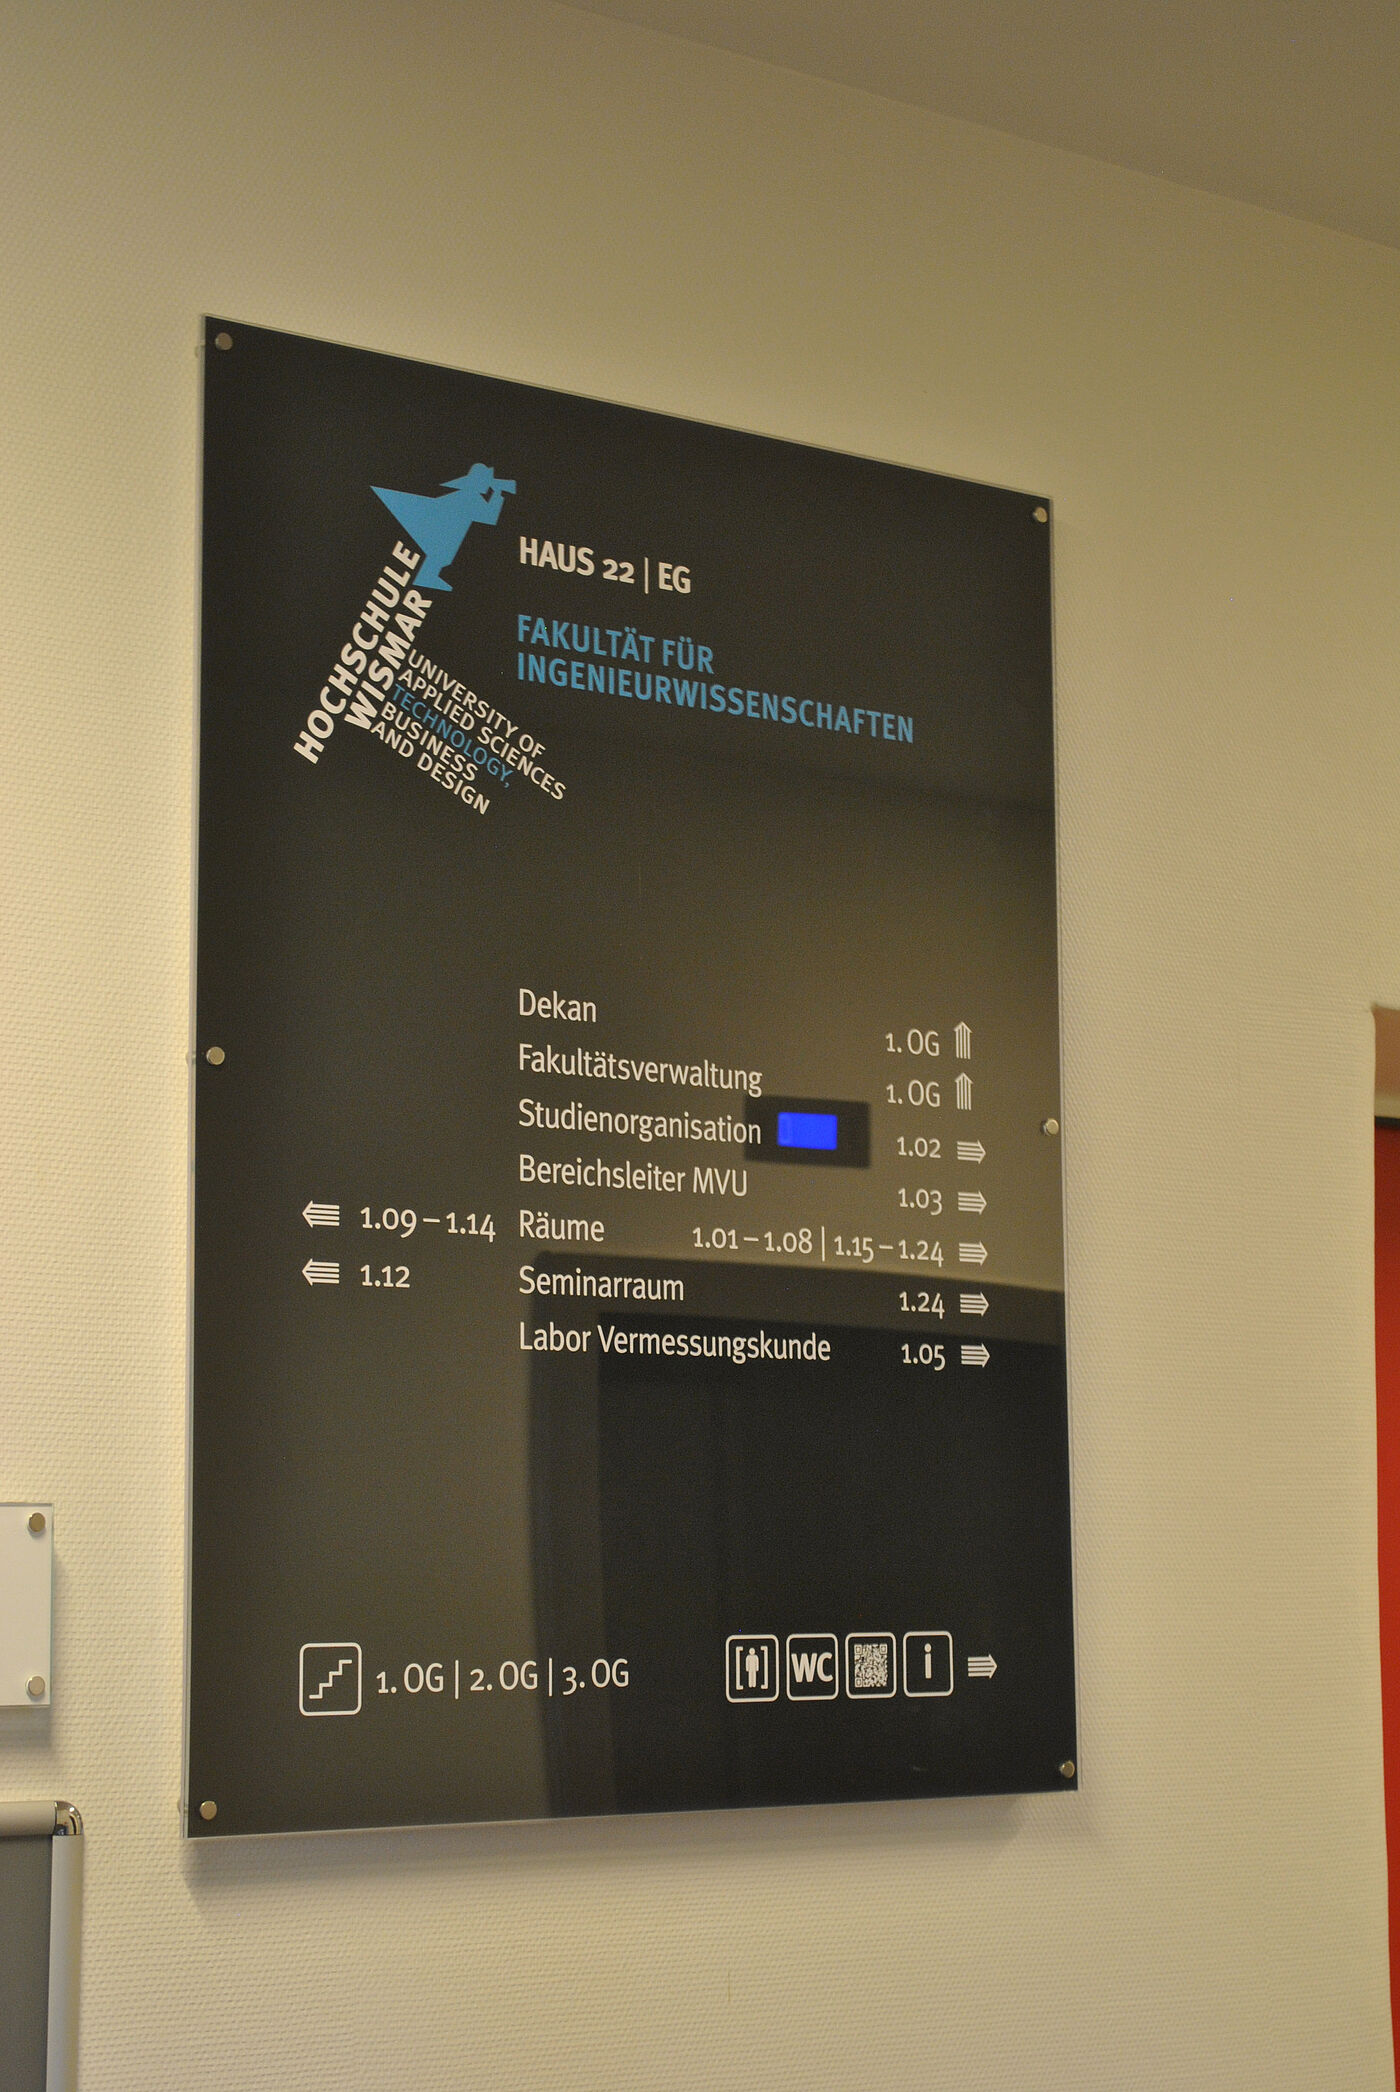 HOCHSCHULE
WISMAR
UNIVERSITY OF
APPLIED SCIENCES
TECHNOLOGY,
BUSINESS
AND DESIGN
HAUS 22 | EG
FAKULTÄT FÜR
INGENIEURWISSENSCHAFTEN
Dekan 1. OG
Fakultätsverwaltung 1. OG
Studienorganisation 1.02
Bereichsleiter MVU 1.03
1.09 – 1.14 Räume 1.01 – 1.08 | 1.15 – 1.24
1.12 Seminarraum 1.24
Labor Vermessungskunde 1.05
1. OG | 2. OG | 3. OG WC i